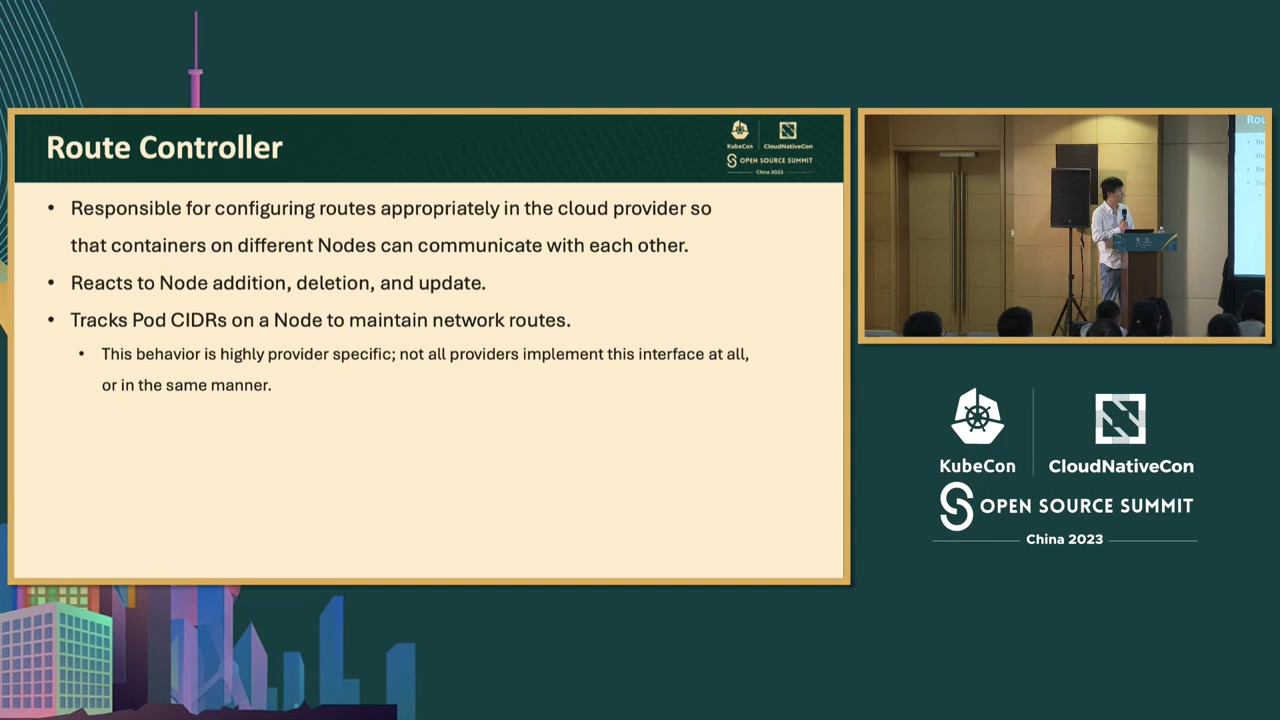 Route Controller
KubeCon
CloudNativeCon
OPEN SOURCE SUMMIT
China 2023
• Responsible for configuring routes appropriately in the cloud provider so
that containers on different Nodes can communicate with each other.
• Reacts to Node addition, deletion, and update.
• Tracks Pod CIDRs on a Node to maintain network routes.
• This behavior is highly provider specific; not all providers implement this interface at all,
or in the same manner.
Rou
KubeCon
CloudNativeCon
OPEN SOURCE SUMMIT
China 2023